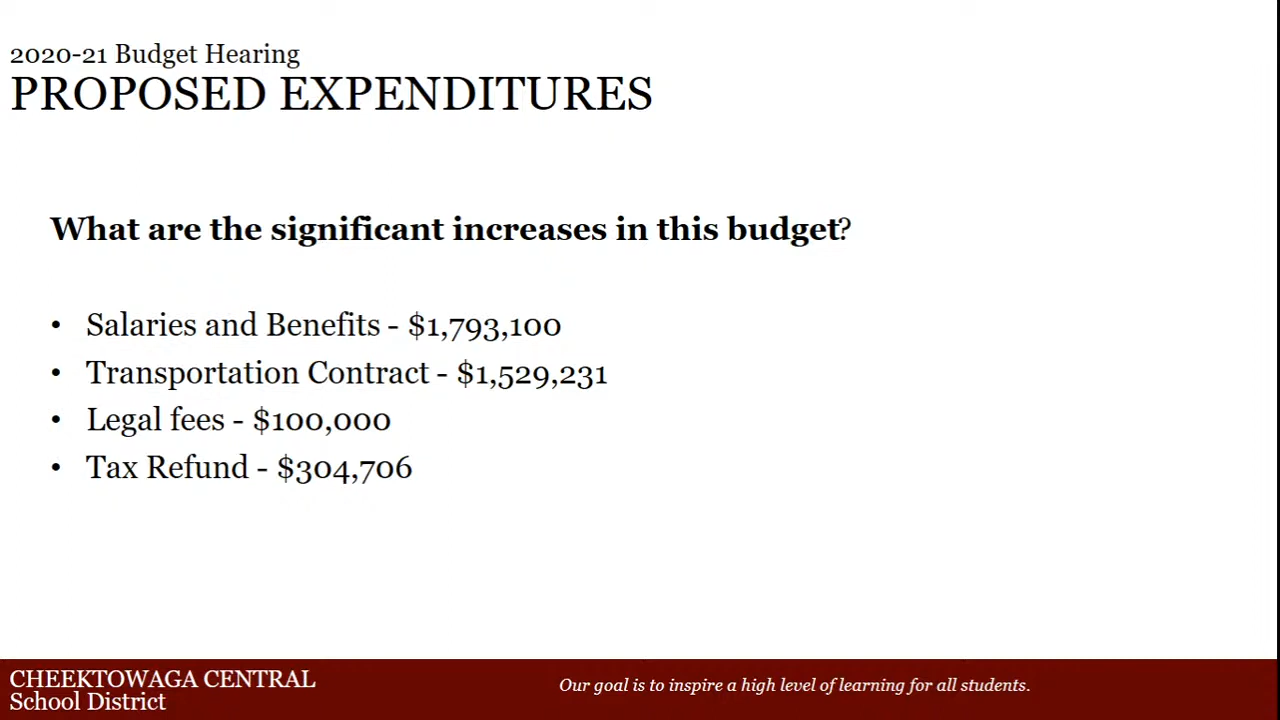 2020-21 Budget Hearing
PROPOSED EXPENDITURES
What are the significant increases in this budget?
• Salaries and Benefits - $1,793,100
• Transportation Contract - $1,529,231
• Legal fees - $100,000
• Tax Refund - $304,706
CHEEKTOWAGA CENTRAL
School District
Our goal is to inspire a high level of learning for all students.